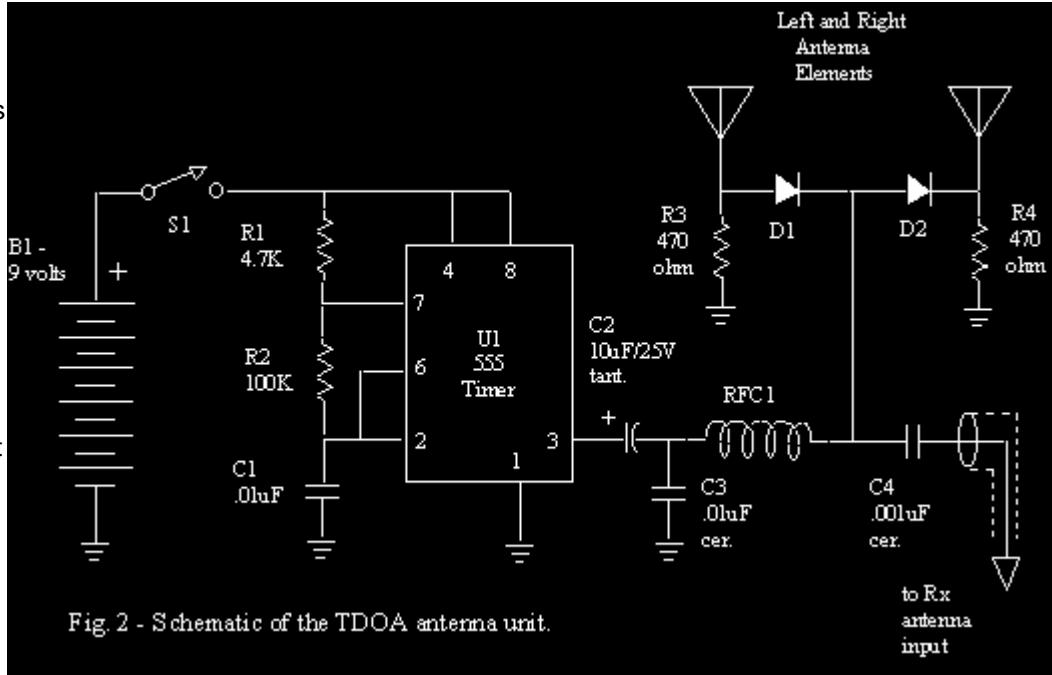 s
t
Left and Right
Antenna
Elements
S1
B1 -
9 volts
+
R1
4.7K
4 8
7
R3
470
ohm
D1
D2
R4
470
ohm
U1
555
Timer
C2
10uF/25V
tant.
R2
100K
6
RFC1
+
2
3
1
C1
.01uF
C3
.01uF
cer.
C4
.001uF
cer.
to Rx
antenna
input
Fig. 2 - Schematic of the TDOA antenna unit.